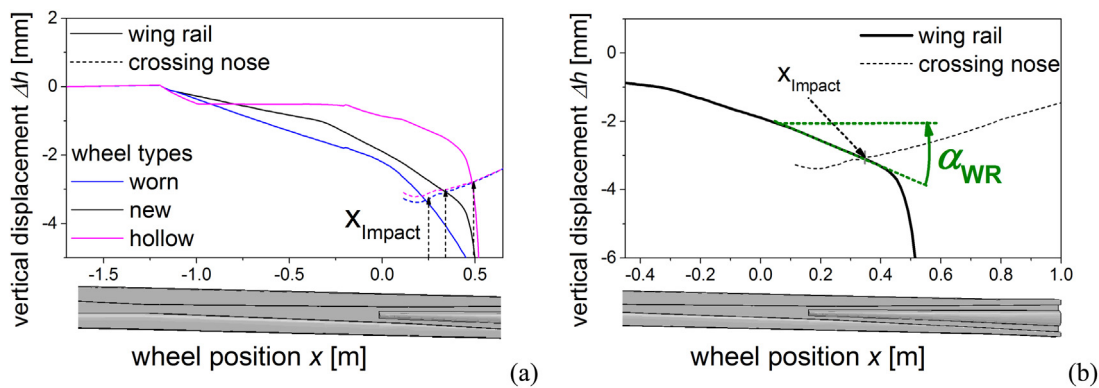 2
0
-2
-4
vertical displacement Δh [mm]
wing rail
crossing nose
wheel types
worn
new
hollow
XImpact
-1.5
-1.0
-0.5
0.0
0.5
wheel position x [m]
(a)
0
-2
-4
-6
vertical displacement Δh [mm]
wing rail
crossing nose
xImpact
αWR
-0.4
-0.2
0.0
0.2
0.4
0.6
0.8
1.0
wheel position x [m]
(b)